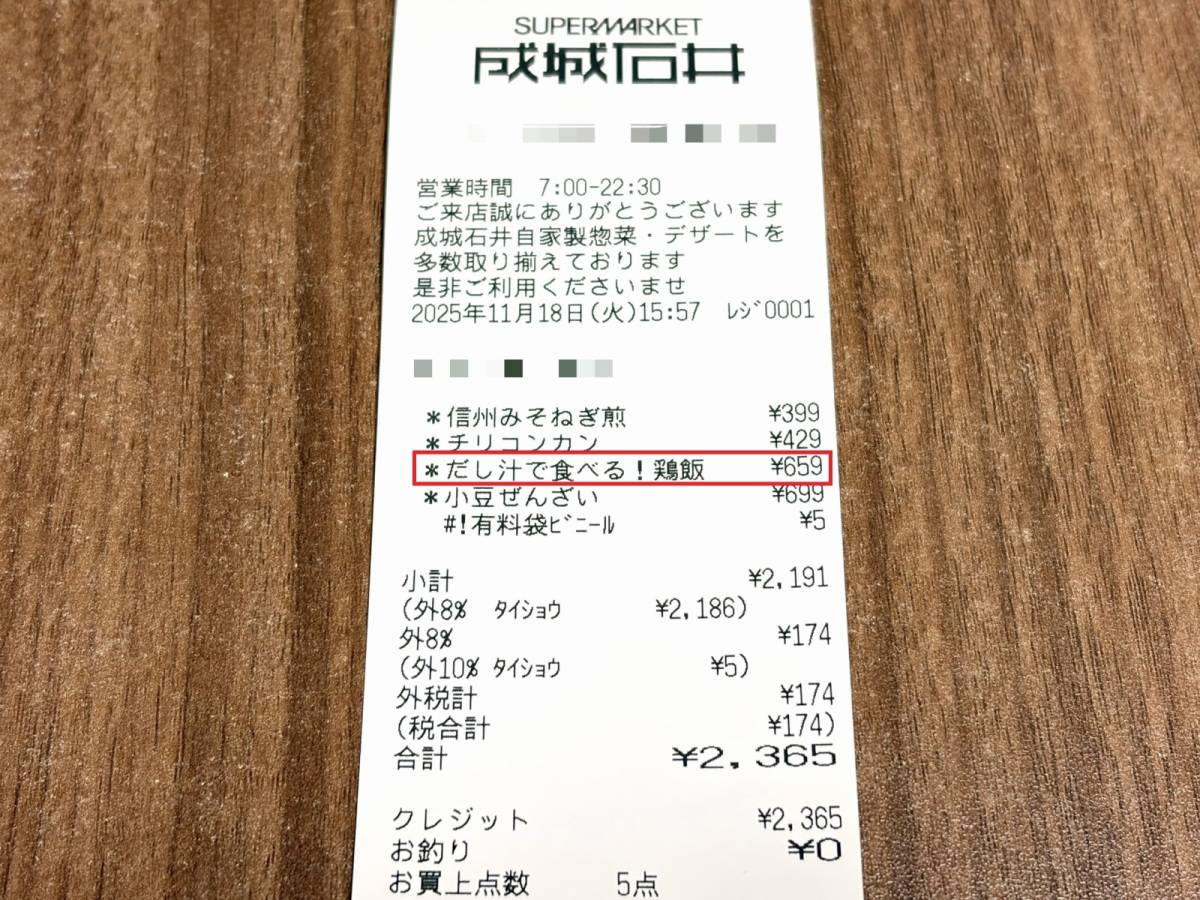 SUPERMARKET
成城石井
営業時間 7:00-22:30
ご来店誠にありがとうございます
成城石井自家製惣菜・デザートを
多数取り揃えております
是非ご利用くださいませ
2025年11月18日(火)15:57 ﾚｼﾞ0001
*信州みそねぎ煎 ¥399
*チリコンカン ¥429
*だし汁で食べる!鶏飯 ¥659
*小豆ぜんざい ¥699
#!有料袋ﾋﾞﾆｰﾙ ¥5
小計 ¥2,191
(外8% ﾀｲｼｮｳ ¥2,186)
外8% ¥174
(外10% ﾀｲｼｮｳ ¥5)
外税計 ¥174
(税合計 ¥174)
合計 ¥2,365
クレジット ¥2,365
お釣り ¥0
お買上点数 5点